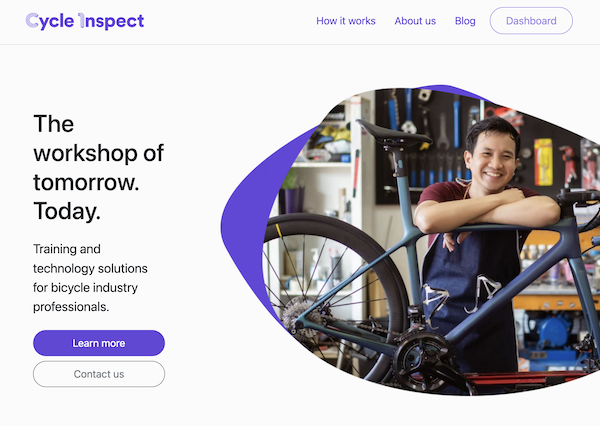 Cycle Inspect
How it works
About us
Blog
Dashboard
The
workshop of
tomorrow.
Today.
Training and
technology solutions
for bicycle industry
professionals.
Learn more
Contact us